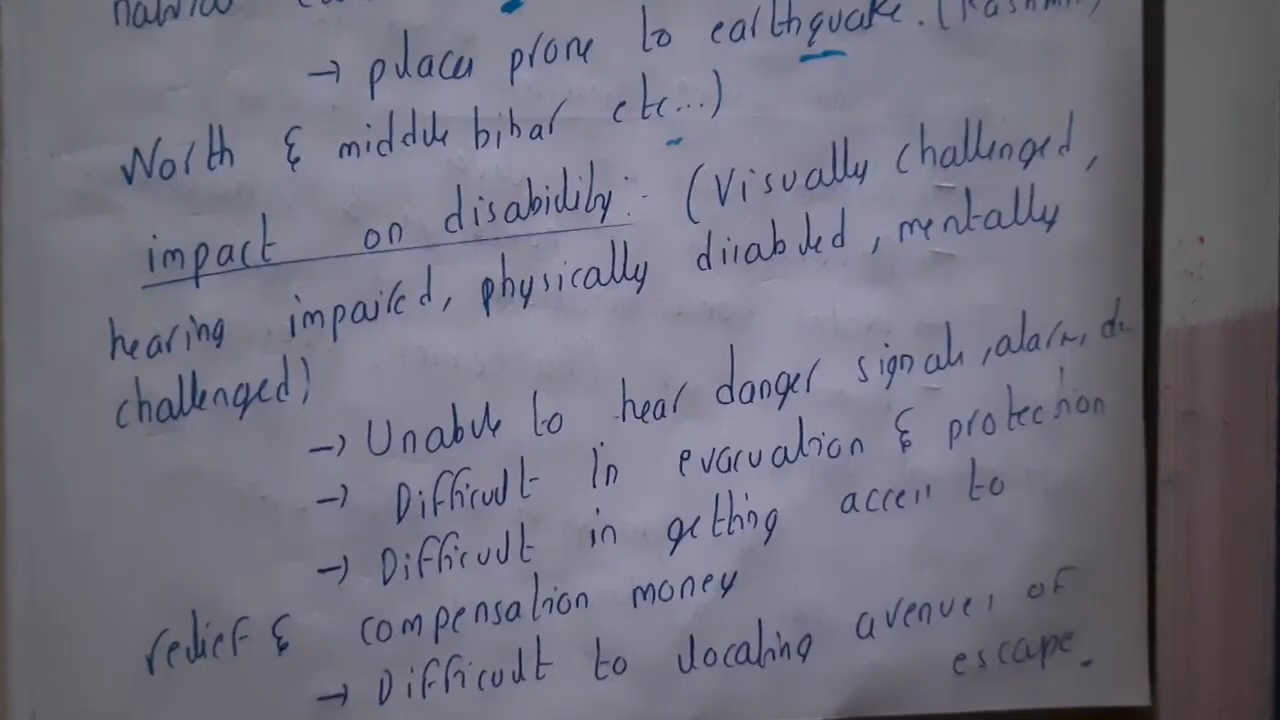 → places prone to earthquake. (Kashmir,
North & middle bihar etc...)
impact on disability :- (Visually challenged,
hearing impaired, physically disabled, mentally
challenged)
→ Unable to hear danger signals, alarm,
→ Difficult in evacuation & protection
→ Difficult in getting access to
relief & compensation money
→ Difficult to locating avenues of
escape.